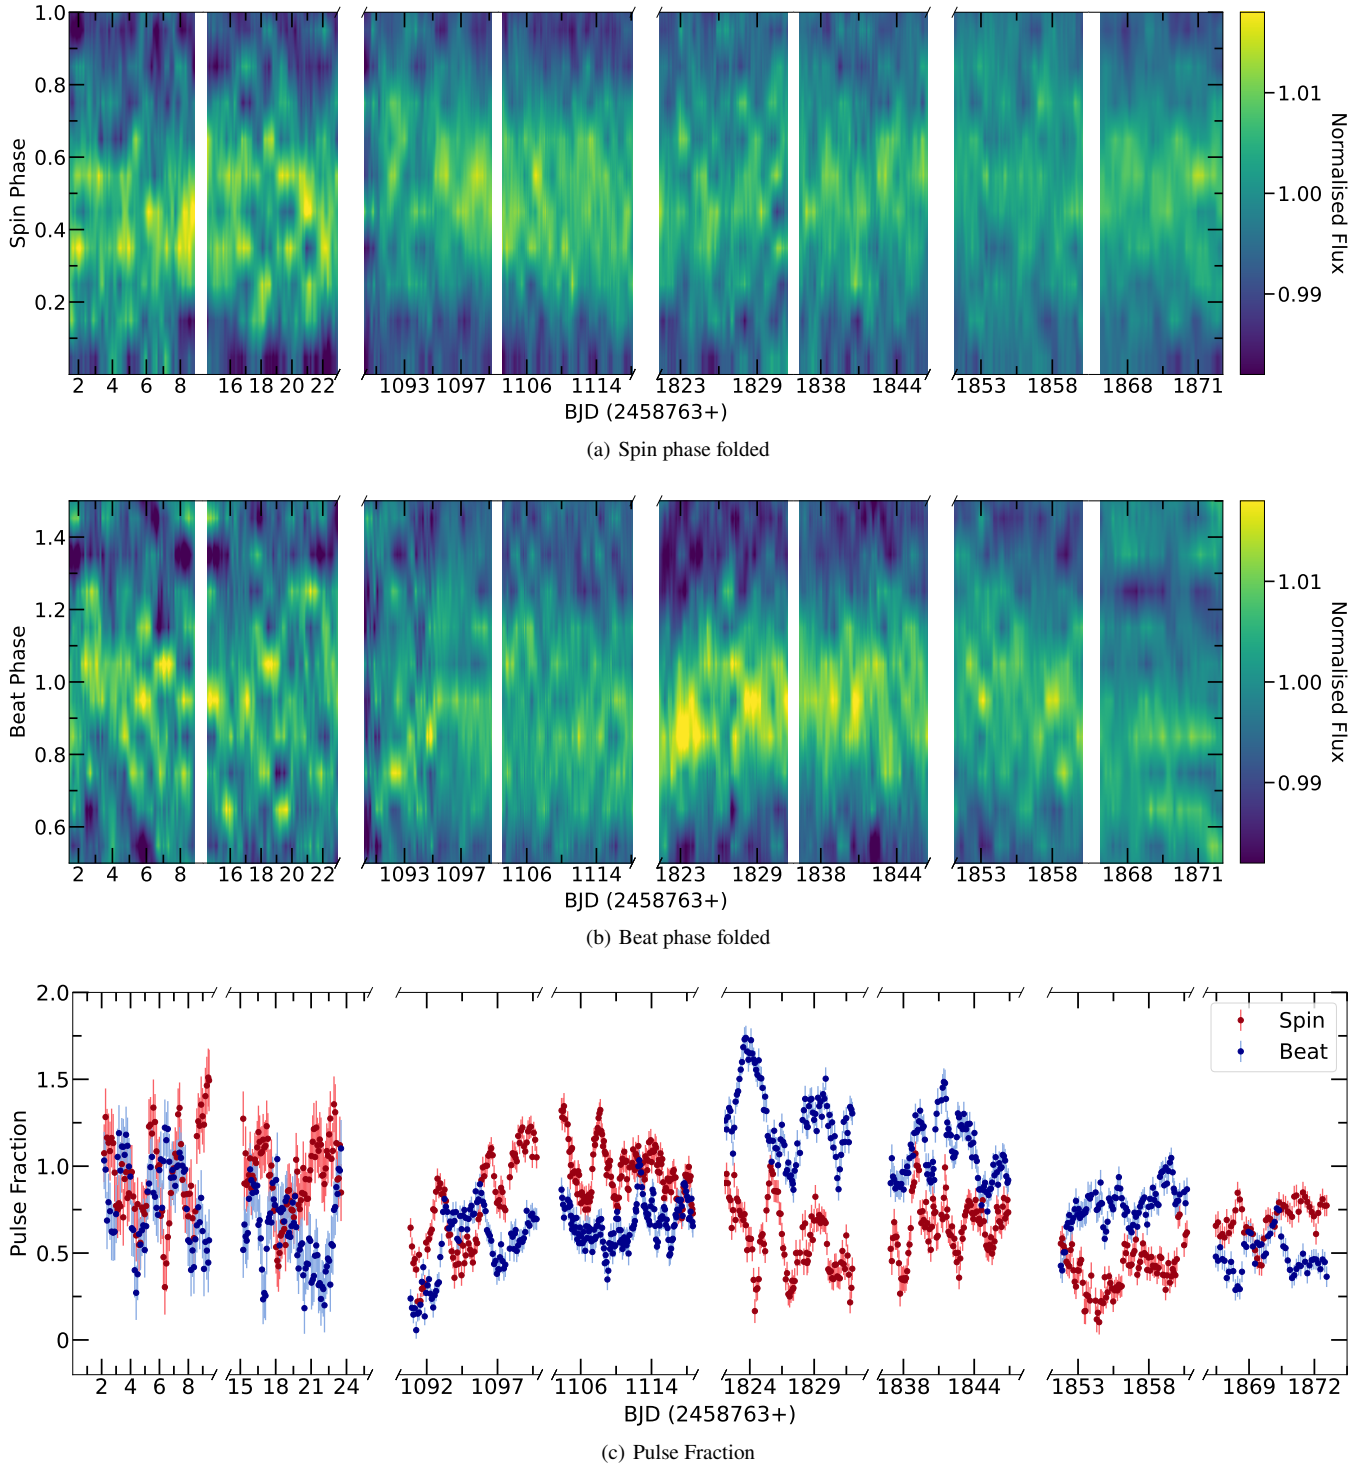 1.0
0.8
0.6
0.4
0.2
Spin Phase
2 4 6 8 16 18 20 22 1093 1097 1106 1114 1823 1829 1838 1844 1853 1858 1868 1871
BJD (2458763+)
1.01
1.00
0.99
Normalised Flux
(a) Spin phase folded
1.4
1.2
1.0
0.8
0.6
Beat Phase
2 4 6 8 16 18 20 22 1093 1097 1106 1114 1823 1829 1838 1844 1853 1858 1868 1871
BJD (2458763+)
1.01
1.00
0.99
Normalised Flux
(b) Beat phase folded
2.0
1.5
1.0
0.5
0
Pulse Fraction
Spin
Beat
2 4 6 8 15 18 21 24 1092 1097 1106 1114 1824 1829 1838 1844 1853 1858 1869 1872
BJD (2458763+)
(c) Pulse Fraction